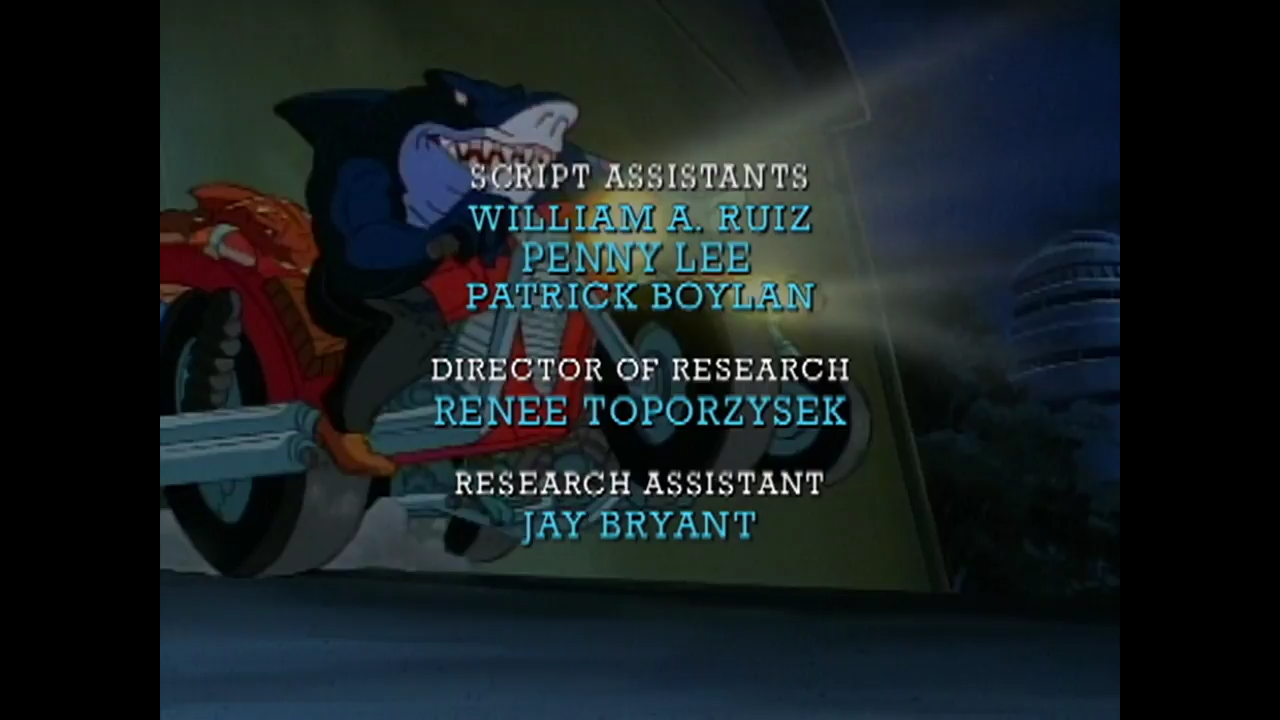 SCRIPT ASSISTANTS
WILLIAM A. RUIZ
PENNY LEE
PATRICK BOYLAN
DIRECTOR OF RESEARCH
RENEE TOPORZYSEK
RESEARCH ASSISTANT
JAY BRYANT